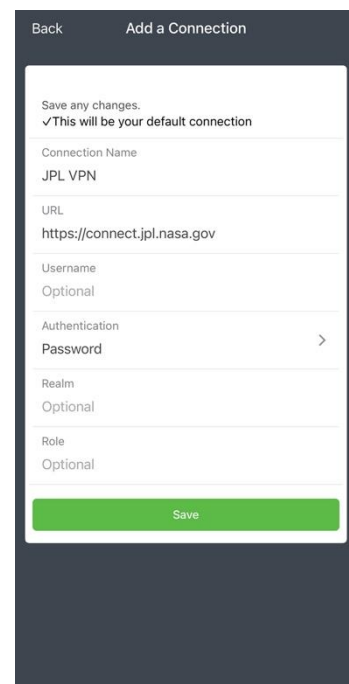 Back Add a Connection
Save any changes.
✓This will be your default connection
Connection Name
JPL VPN
URL
https://connect.jpl.nasa.gov
Username
Optional
Authentication
Password
Realm
Optional
Role
Optional
Save